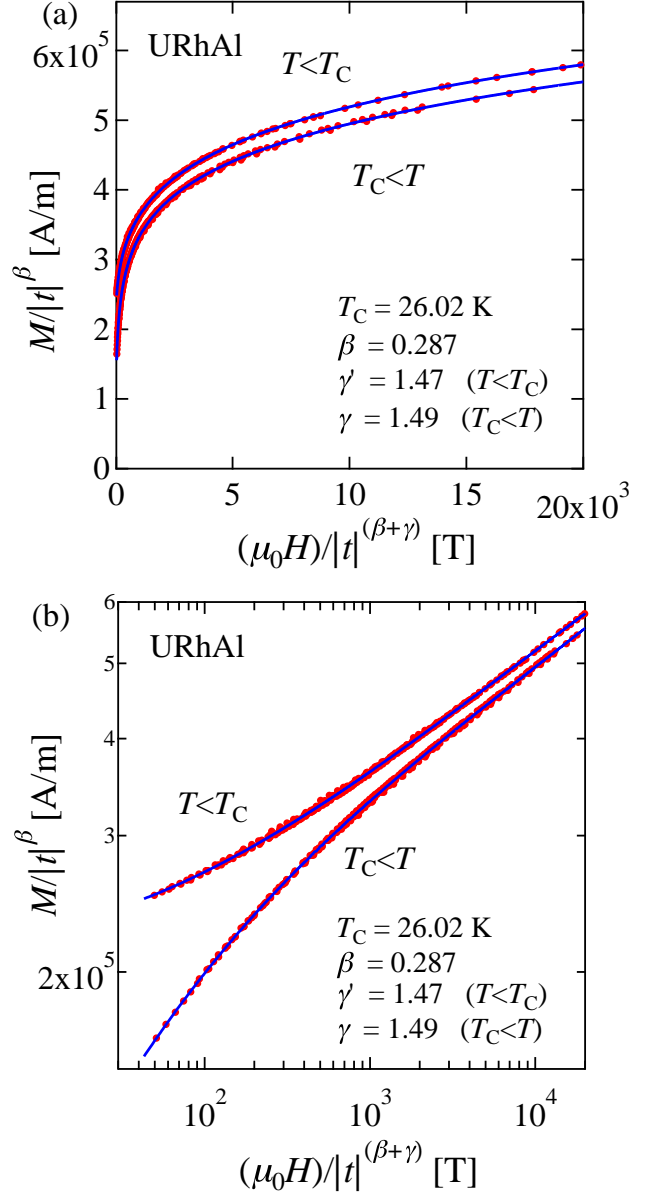 (a)
URhAl
T<T_C
T_C<T
6x10^5
5
4
3
2
1
0
M/|t|^β [A/m]
T_C = 26.02 K
β = 0.287
γ' = 1.47 (T<T_C)
γ = 1.49 (T_C<T)
0 5 10 15 20x10^3
(μ_0H)/|t|^(β+γ) [T]
(b)
URhAl
6
5
4
3
2x10^5
M/|t|^β [A/m]
T<T_C
T_C<T
T_C = 26.02 K
β = 0.287
γ' = 1.47 (T<T_C)
γ = 1.49 (T_C<T)
10^2 10^3 10^4
(μ_0H)/|t|^(β+γ) [T]